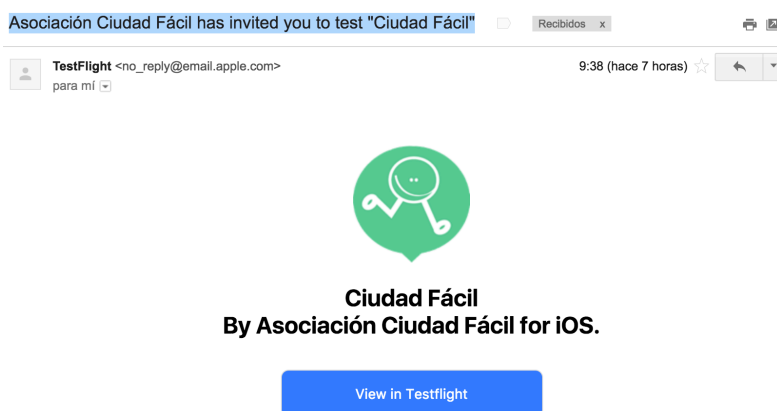 Asociación Ciudad Fácil has invited you to test "Ciudad Fácil"
Recibidos x
TestFlight <no_reply@email.apple.com>
9:38 (hace 7 horas)
para mí
Ciudad Fácil
By Asociación Ciudad Fácil for iOS.
View in Testflight